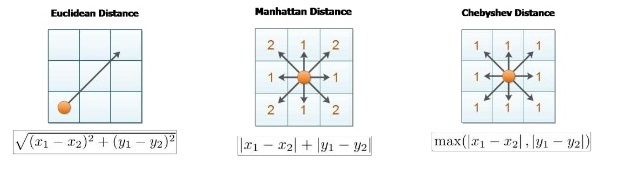 Euclidean Distance
√(x₁ − x₂)² + (y₁ − y₂)²
Manhattan Distance
2 1 2
1 1
2 1 2
|x₁ − x₂| + |y₁ − y₂|
Chebyshev Distance
1 1 1
1 1
1 1 1
max(|x₁ − x₂|, |y₁ − y₂|)